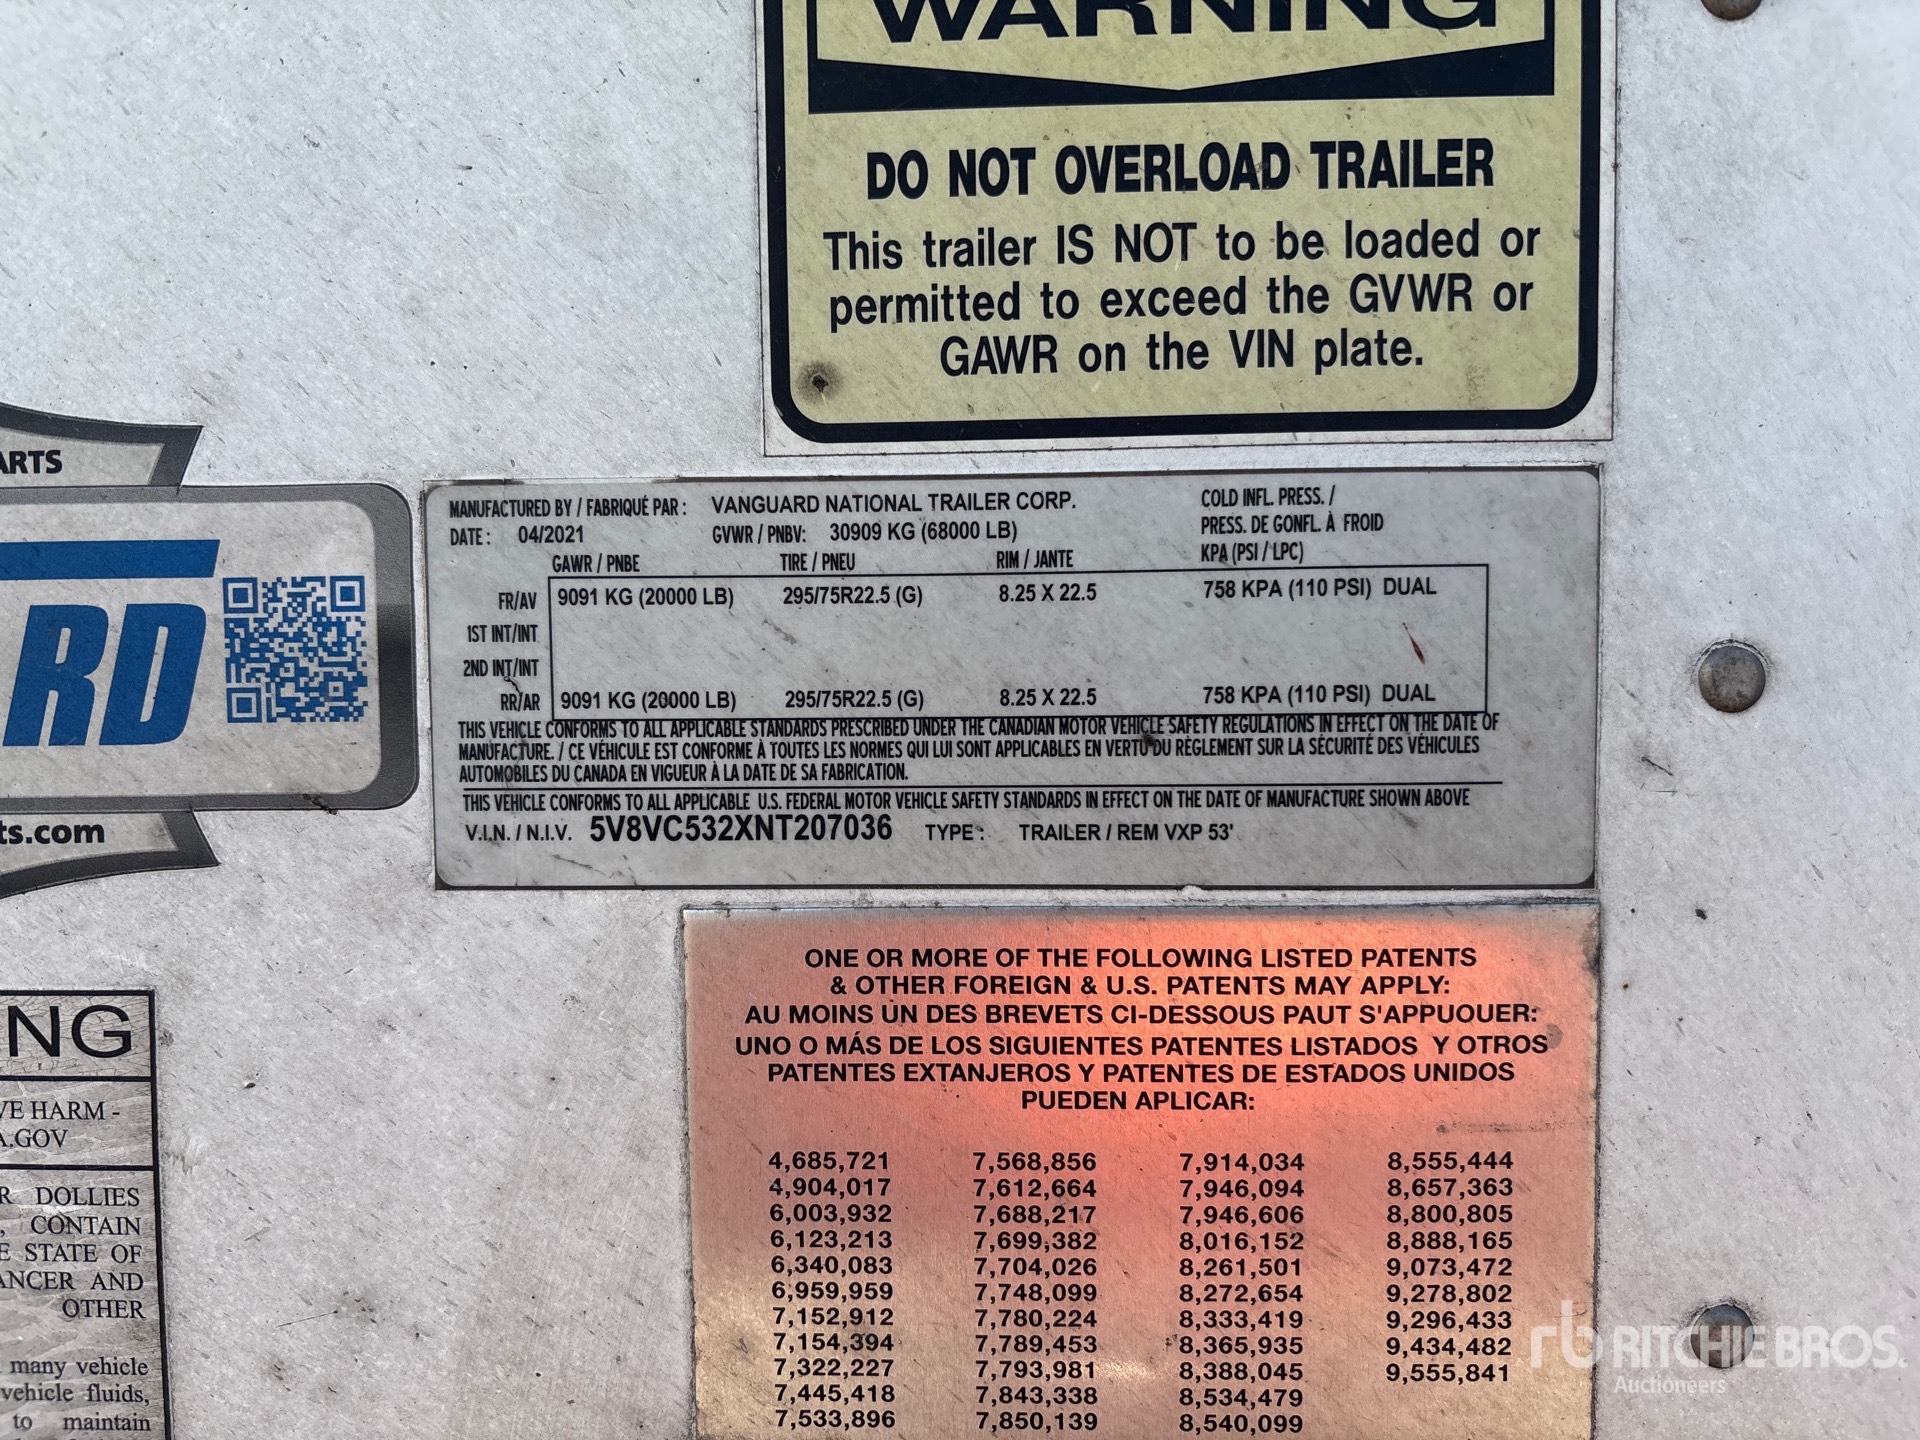 WARNING
DO NOT OVERLOAD TRAILER
This trailer IS NOT to be loaded or
permitted to exceed the GVWR or
GAWR on the VIN plate.
ARTS
RD
ts.com
MANUFACTURED BY / FABRIQUÉ PAR : VANGUARD NATIONAL TRAILER CORP.
DATE : 04/2021 GVWR / PNBV: 30909 KG (68000 LB)
COLD INFL. PRESS. /
PRESS. DE GONFL. À FROID
KPA (PSI / LPC)
GAWR / PNBE TIRE / PNEU RIM / JANTE
FR/AV 9091 KG (20000 LB) 295/75R22.5 (G) 8.25 X 22.5 758 KPA (110 PSI) DUAL
1ST INT/INT
2ND INT/INT
RR/AR 9091 KG (20000 LB) 295/75R22.5 (G) 8.25 X 22.5 758 KPA (110 PSI) DUAL
THIS VEHICLE CONFORMS TO ALL APPLICABLE STANDARDS PRESCRIBED UNDER THE CANADIAN MOTOR VEHICLE SAFETY REGULATIONS IN EFFECT ON THE DATE OF
MANUFACTURE. / CE VÉHICULE EST CONFORME À TOUTES LES NORMES QUI LUI SONT APPLICABLES EN VERTU DU RÈGLEMENT SUR LA SÉCURITÉ DES VÉHICULES
AUTOMOBILES DU CANADA EN VIGUEUR À LA DATE DE SA FABRICATION.
THIS VEHICLE CONFORMS TO ALL APPLICABLE U.S. FEDERAL MOTOR VEHICLE SAFETY STANDARDS IN EFFECT ON THE DATE OF MANUFACTURE SHOWN ABOVE
V.I.N. / N.I.V. 5V8VC532XNT207036 TYPE : TRAILER / REM VXP 53'
ONE OR MORE OF THE FOLLOWING LISTED PATENTS
& OTHER FOREIGN & U.S. PATENTS MAY APPLY:
AU MOINS UN DES BREVETS CI-DESSOUS PAUT S'APPUOUER:
UNO O MÁS DE LOS SIGUIENTES PATENTES LISTADOS Y OTROS
PATENTES EXTANJEROS Y PATENTES DE ESTADOS UNIDOS
PUEDEN APLICAR:
4,685,721 7,568,856 7,914,034 8,555,444
4,904,017 7,612,664 7,946,094 8,657,363
6,003,932 7,688,217 7,946,606 8,800,805
6,123,213 7,699,382 8,016,152 8,888,165
6,340,083 7,704,026 8,261,501 9,073,472
6,959,959 7,748,099 8,272,654 9,278,802
7,152,912 7,780,224 8,333,419 9,296,433
7,154,394 7,789,453 8,365,935 9,434,482
7,322,227 7,793,981 8,388,045 9,555,841
7,445,418 7,843,338 8,534,479
7,533,896 7,850,139 8,540,099
NG
VE HARM -
A.GOV
R DOLLIES
, CONTAIN
E STATE OF
ANCER AND
OTHER
many vehicle
vehicle fluids,
to maintain
rb RITCHIE BROS.
Auctioneers